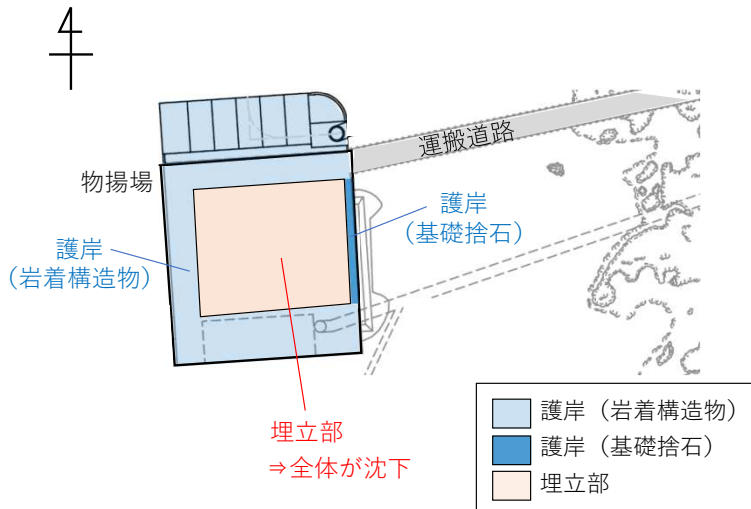 運搬道路
物揚場
護岸
（基礎捨石）
護岸
（岩着構造物）
埋立部
⇒全体が沈下
護岸（岩着構造物）
護岸（基礎捨石）
埋立部